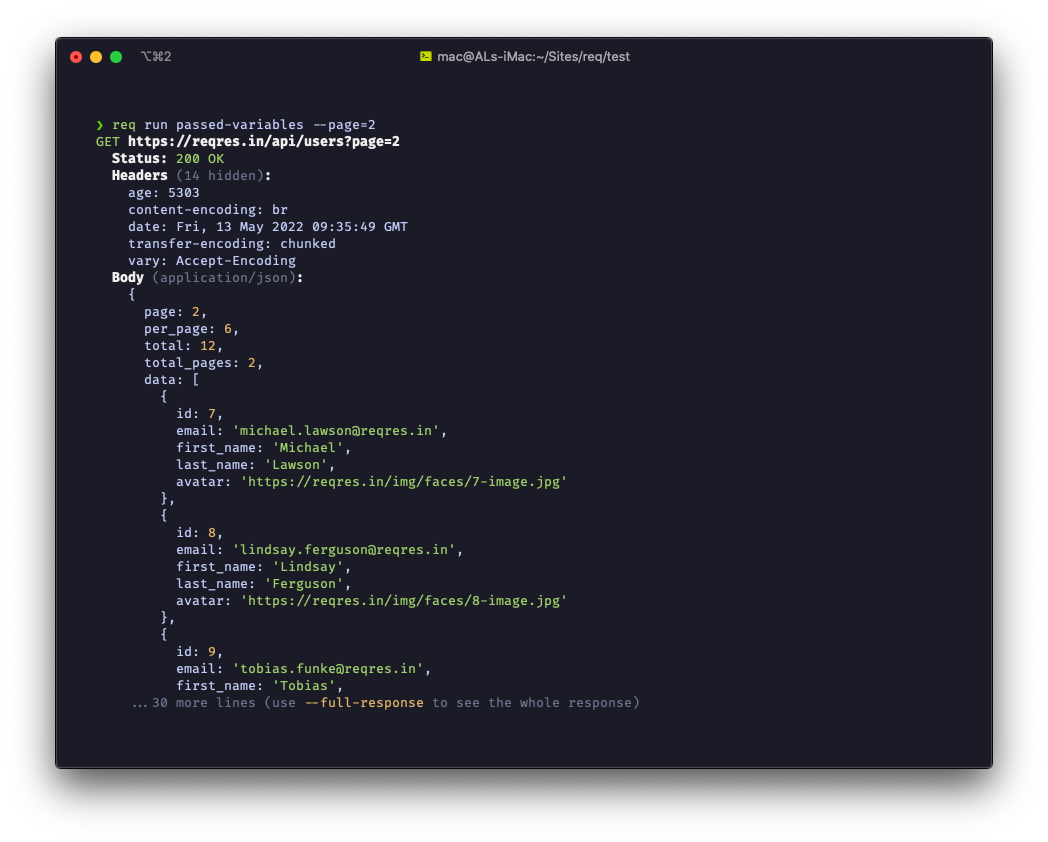 ⌥⌘2
mac@ALs-iMac:~/Sites/req/test
❯ req run passed-variables --page=2
GET https://reqres.in/api/users?page=2
Status: 200 OK
Headers (14 hidden):
age: 5303
content-encoding: br
date: Fri, 13 May 2022 09:35:49 GMT
transfer-encoding: chunked
vary: Accept-Encoding
Body (application/json):
{
page: 2,
per_page: 6,
total: 12,
total_pages: 2,
data: [
{
id: 7,
email: 'michael.lawson@reqres.in',
first_name: 'Michael',
last_name: 'Lawson',
avatar: 'https://reqres.in/img/faces/7-image.jpg'
},
{
id: 8,
email: 'lindsay.ferguson@reqres.in',
first_name: 'Lindsay',
last_name: 'Ferguson',
avatar: 'https://reqres.in/img/faces/8-image.jpg'
},
{
id: 9,
email: 'tobias.funke@reqres.in',
first_name: 'Tobias',
...30 more lines (use --full-response to see the whole response)